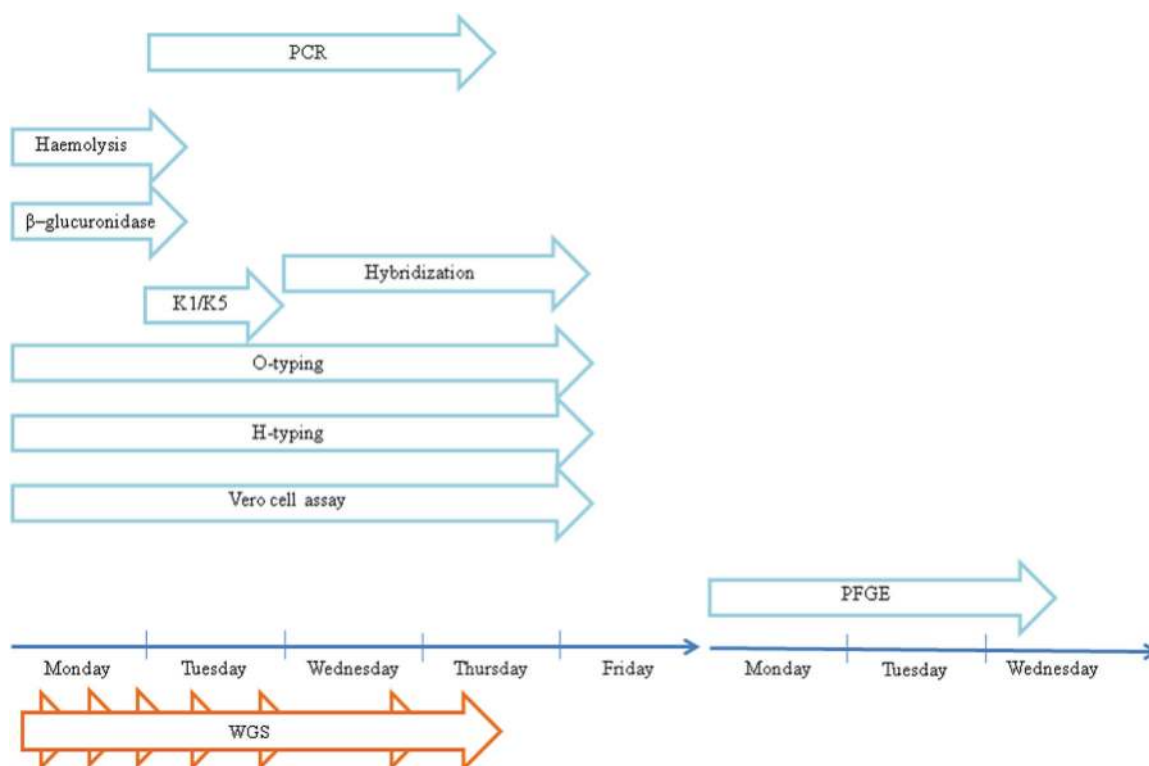 PCR
Haemolysis
β–glucuronidase
Hybridization
K1/K5
O-typing
H-typing
Vero cell assay
PFGE
Monday Tuesday Wednesday Thursday Friday Monday Tuesday Wednesday
WGS